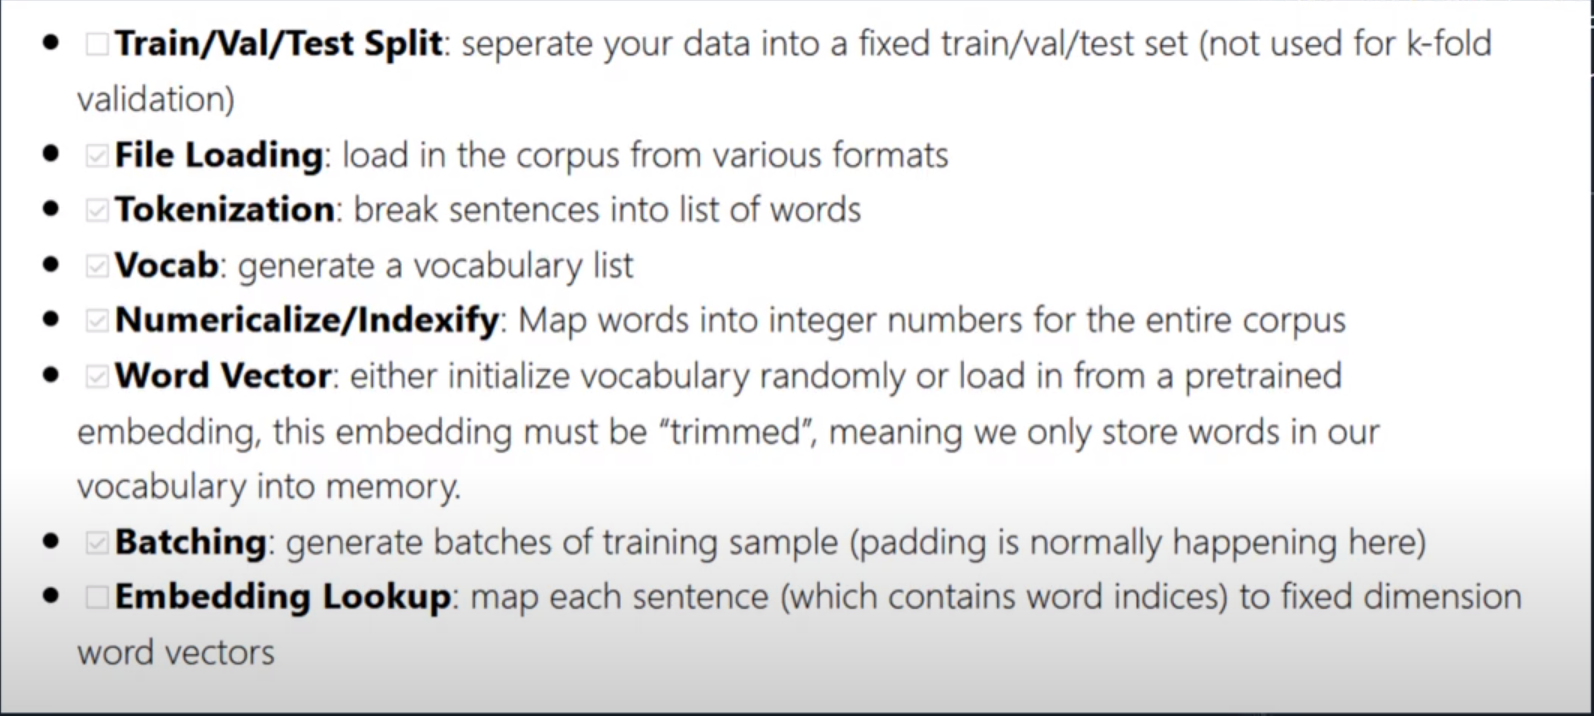 • ☐ Train/Val/Test Split: seperate your data into a fixed train/val/test set (not used for k-fold
validation)
• ☑ File Loading: load in the corpus from various formats
• ☑ Tokenization: break sentences into list of words
• ☑ Vocab: generate a vocabulary list
• ☑ Numericalize/Indexify: Map words into integer numbers for the entire corpus
• ☑ Word Vector: either initialize vocabulary randomly or load in from a pretrained
embedding, this embedding must be “trimmed”, meaning we only store words in our
vocabulary into memory.
• ☑ Batching: generate batches of training sample (padding is normally happening here)
• ☐ Embedding Lookup: map each sentence (which contains word indices) to fixed dimension
word vectors